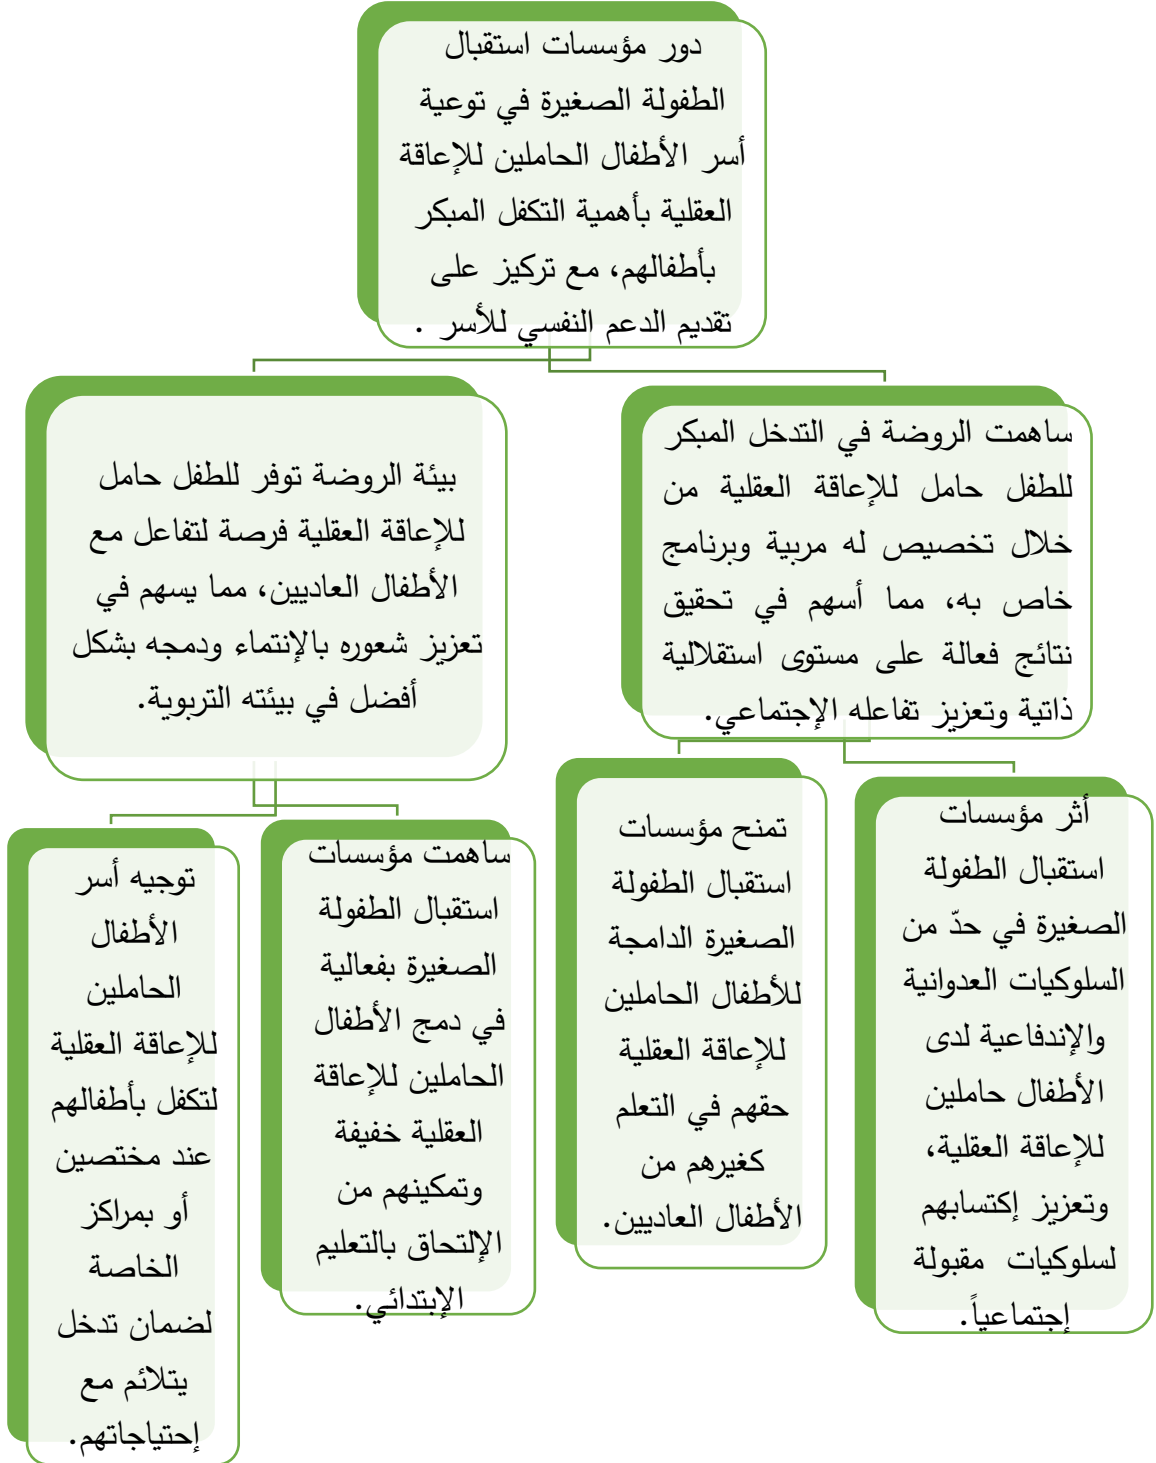 دور مؤسسات استقبال
الطفولة الصغيرة في توعية
أسر الأطفال الحاملين للإعاقة
العقلية بأهمية التكفل المبكر
بأطفالهم، مع تركيز على
تقديم الدعم النفسي للأسر .
ساهمت الروضة في التدخل المبكر
للطفل حامل للإعاقة العقلية من
خلال تخصيص له مربية وبرنامج
خاص به، مما أسهم في تحقيق
نتائج فعالة على مستوى استقلالية
ذاتية وتعزيز تفاعله الإجتماعي.
بيئة الروضة توفر للطفل حامل
للإعاقة العقلية فرصة لتفاعل مع
الأطفال العاديين، مما يسهم في
تعزيز شعوره بالإنتماء ودمجه بشكل
أفضل في بيئته التربوية.
أثر مؤسسات
استقبال الطفولة
الصغيرة في حدّ من
السلوكيات العدوانية
والإندفاعية لدى
الأطفال حاملين
للإعاقة العقلية،
وتعزيز إكتسابهم
لسلوكيات مقبولة
إجتماعياً.
تمنح مؤسسات
استقبال الطفولة
الصغيرة الدامجة
للأطفال الحاملين
للإعاقة العقلية
حقهم في التعلم
كغيرهم من
الأطفال العاديين.
ساهمت مؤسسات
استقبال الطفولة
الصغيرة بفعالية
في دمج الأطفال
الحاملين للإعاقة
العقلية خفيفة
وتمكينهم من
الإلتحاق بالتعليم
الإبتدائي.
توجيه أسر
الأطفال
الحاملين
للإعاقة العقلية
لتكفل بأطفالهم
عند مختصين
أو بمراكز
الخاصة
لضمان تدخل
يتلائم مع
إحتياجاتهم.